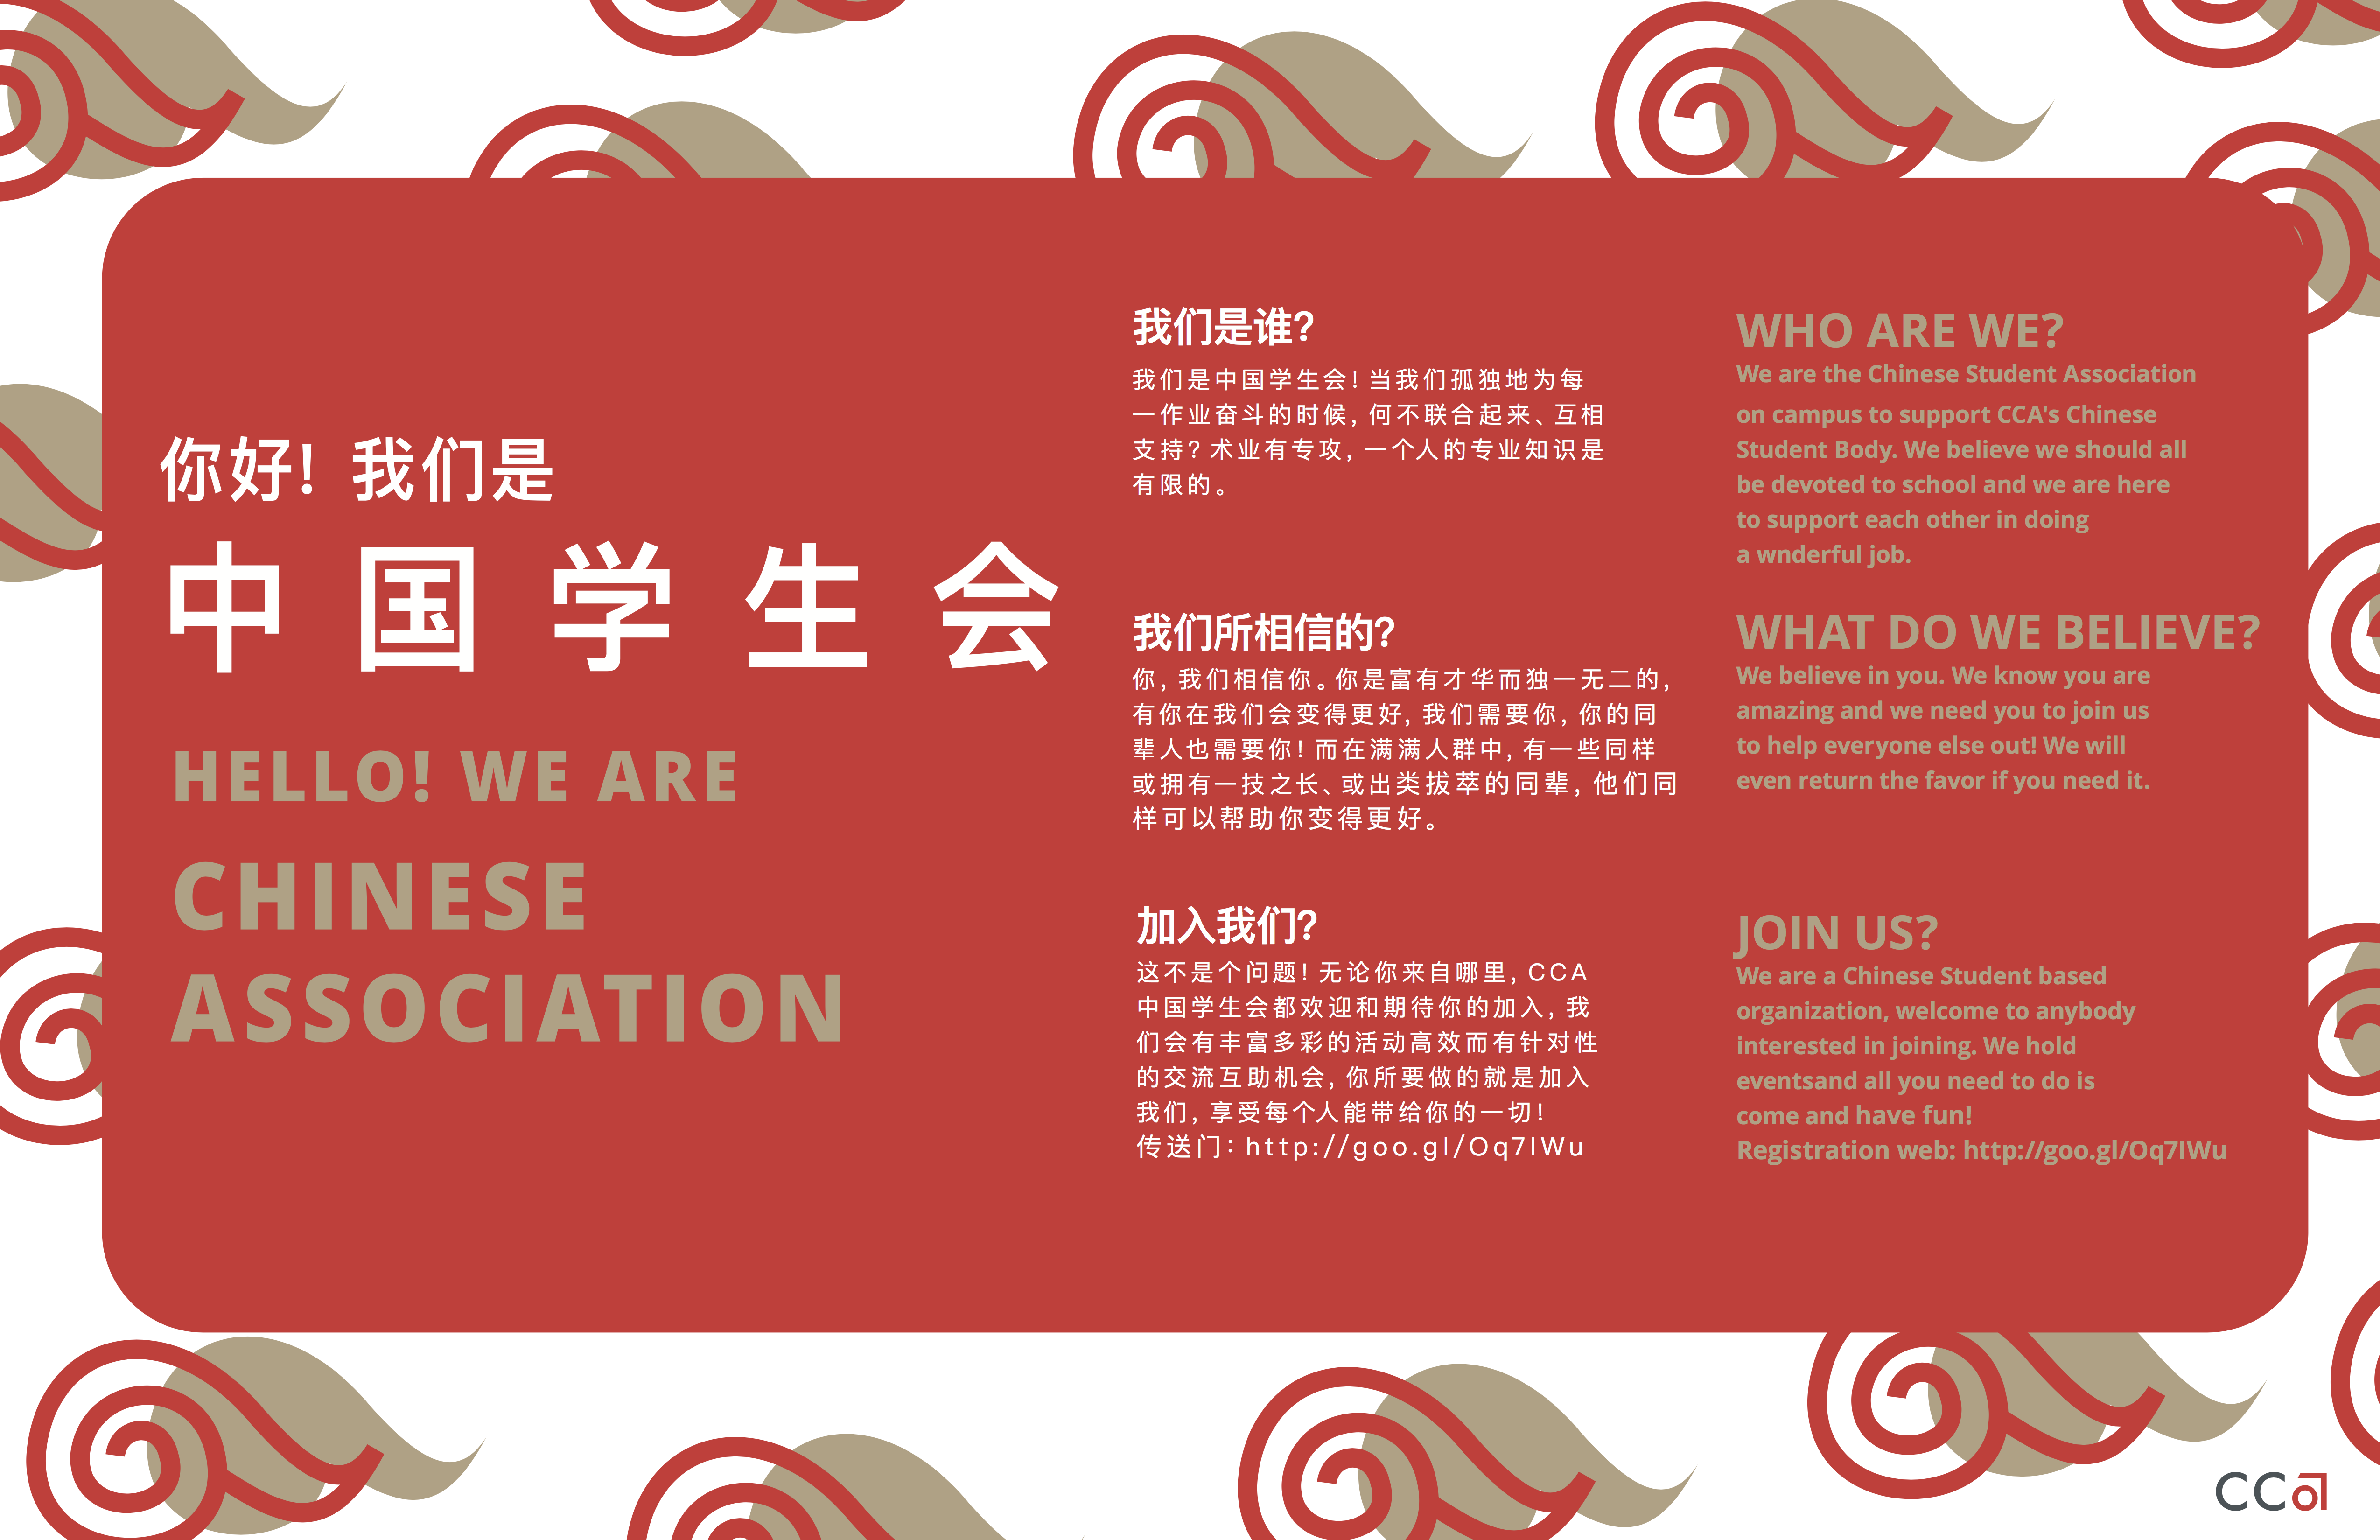 你好！我们是
中国学生会
HELLO! WE ARE
CHINESE
ASSOCIATION
我们是谁？
我们是中国学生会！当我们孤独地为每
一作业奋斗的时候，何不联合起来、互相
支持？术业有专攻，一个人的专业知识是
有限的。
我们所相信的？
你，我们相信你。你是富有才华而独一无二的，
有你在我们会变得更好，我们需要你，你的同
辈人也需要你！而在满满人群中，有一些同样
或拥有一技之长、或出类拔萃的同辈，他们同
样可以帮助你变得更好。
加入我们？
这不是个问题！无论你来自哪里，CCA
中国学生会都欢迎和期待你的加入，我
们会有丰富多彩的活动高效而有针对性
的交流互助机会，你所要做的就是加入
我们，享受每个人能带给你的一切！
传送门：http://goo.gl/Oq7IWu
WHO ARE WE?
We are the Chinese Student Association
on campus to support CCA's Chinese
Student Body. We believe we should all
be devoted to school and we are here
to support each other in doing
a wnderful job.
WHAT DO WE BELIEVE?
We believe in you. We know you are
amazing and we need you to join us
to help everyone else out! We will
even return the favor if you need it.
JOIN US?
We are a Chinese Student based
organization, welcome to anybody
interested in joining. We hold
eventsand all you need to do is
come and have fun!
Registration web: http://goo.gl/Oq7IWu
CCa